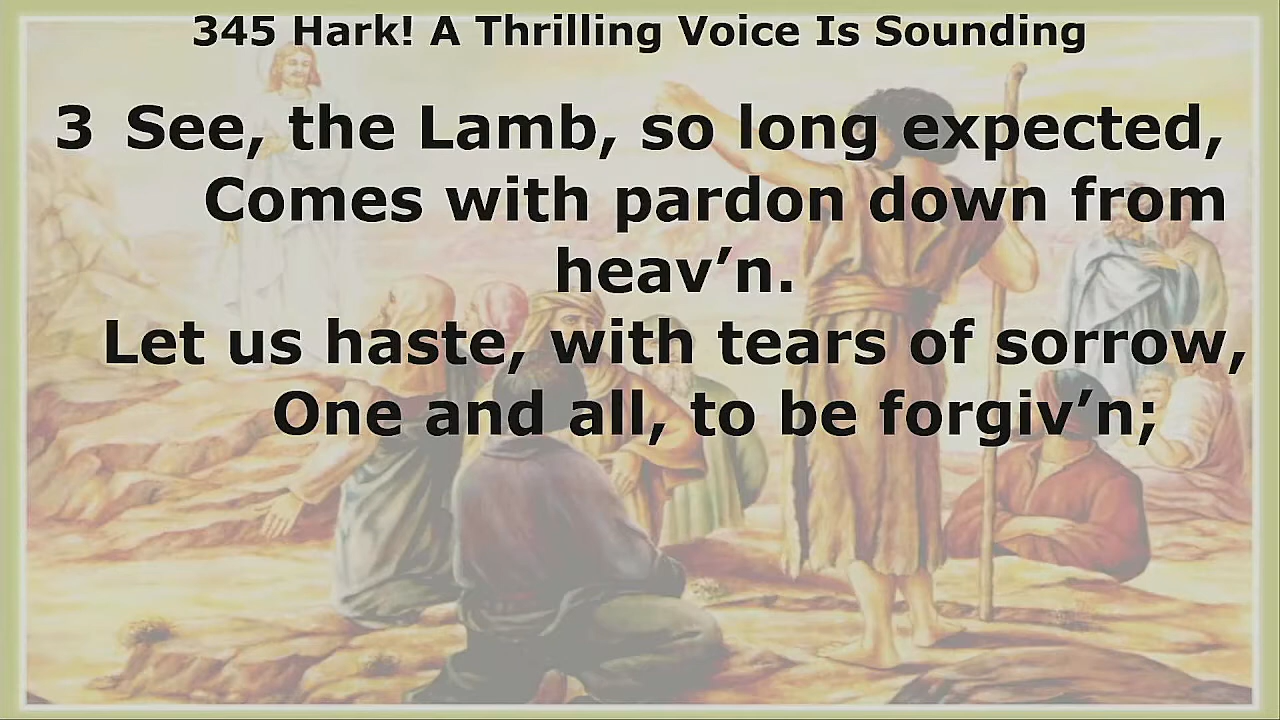 345 Hark! A Thrilling Voice Is Sounding
3 See, the Lamb, so long expected,
Comes with pardon down from
heav’n.
Let us haste, with tears of sorrow,
One and all, to be forgiv’n;